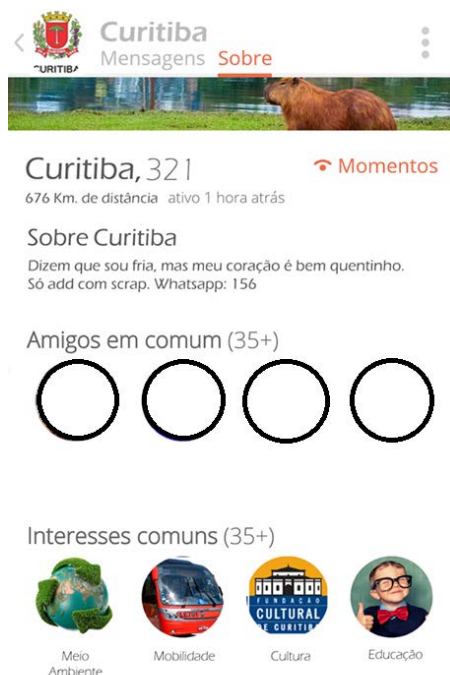 Curitiba
Mensagens Sobre
CURITIBA
Curitiba, 321
Momentos
676 Km. de distância ativo 1 hora atrás
Sobre Curitiba
Dizem que sou fria, mas meu coração é bem quentinho.
Só add com scrap. Whatsapp: 156
Amigos em comum (35+)
Interesses comuns (35+)
FUNDAÇÃO
CULTURAL
DE CURITIBA
Meio
Ambiente
Mobilidade
Cultura
Educação